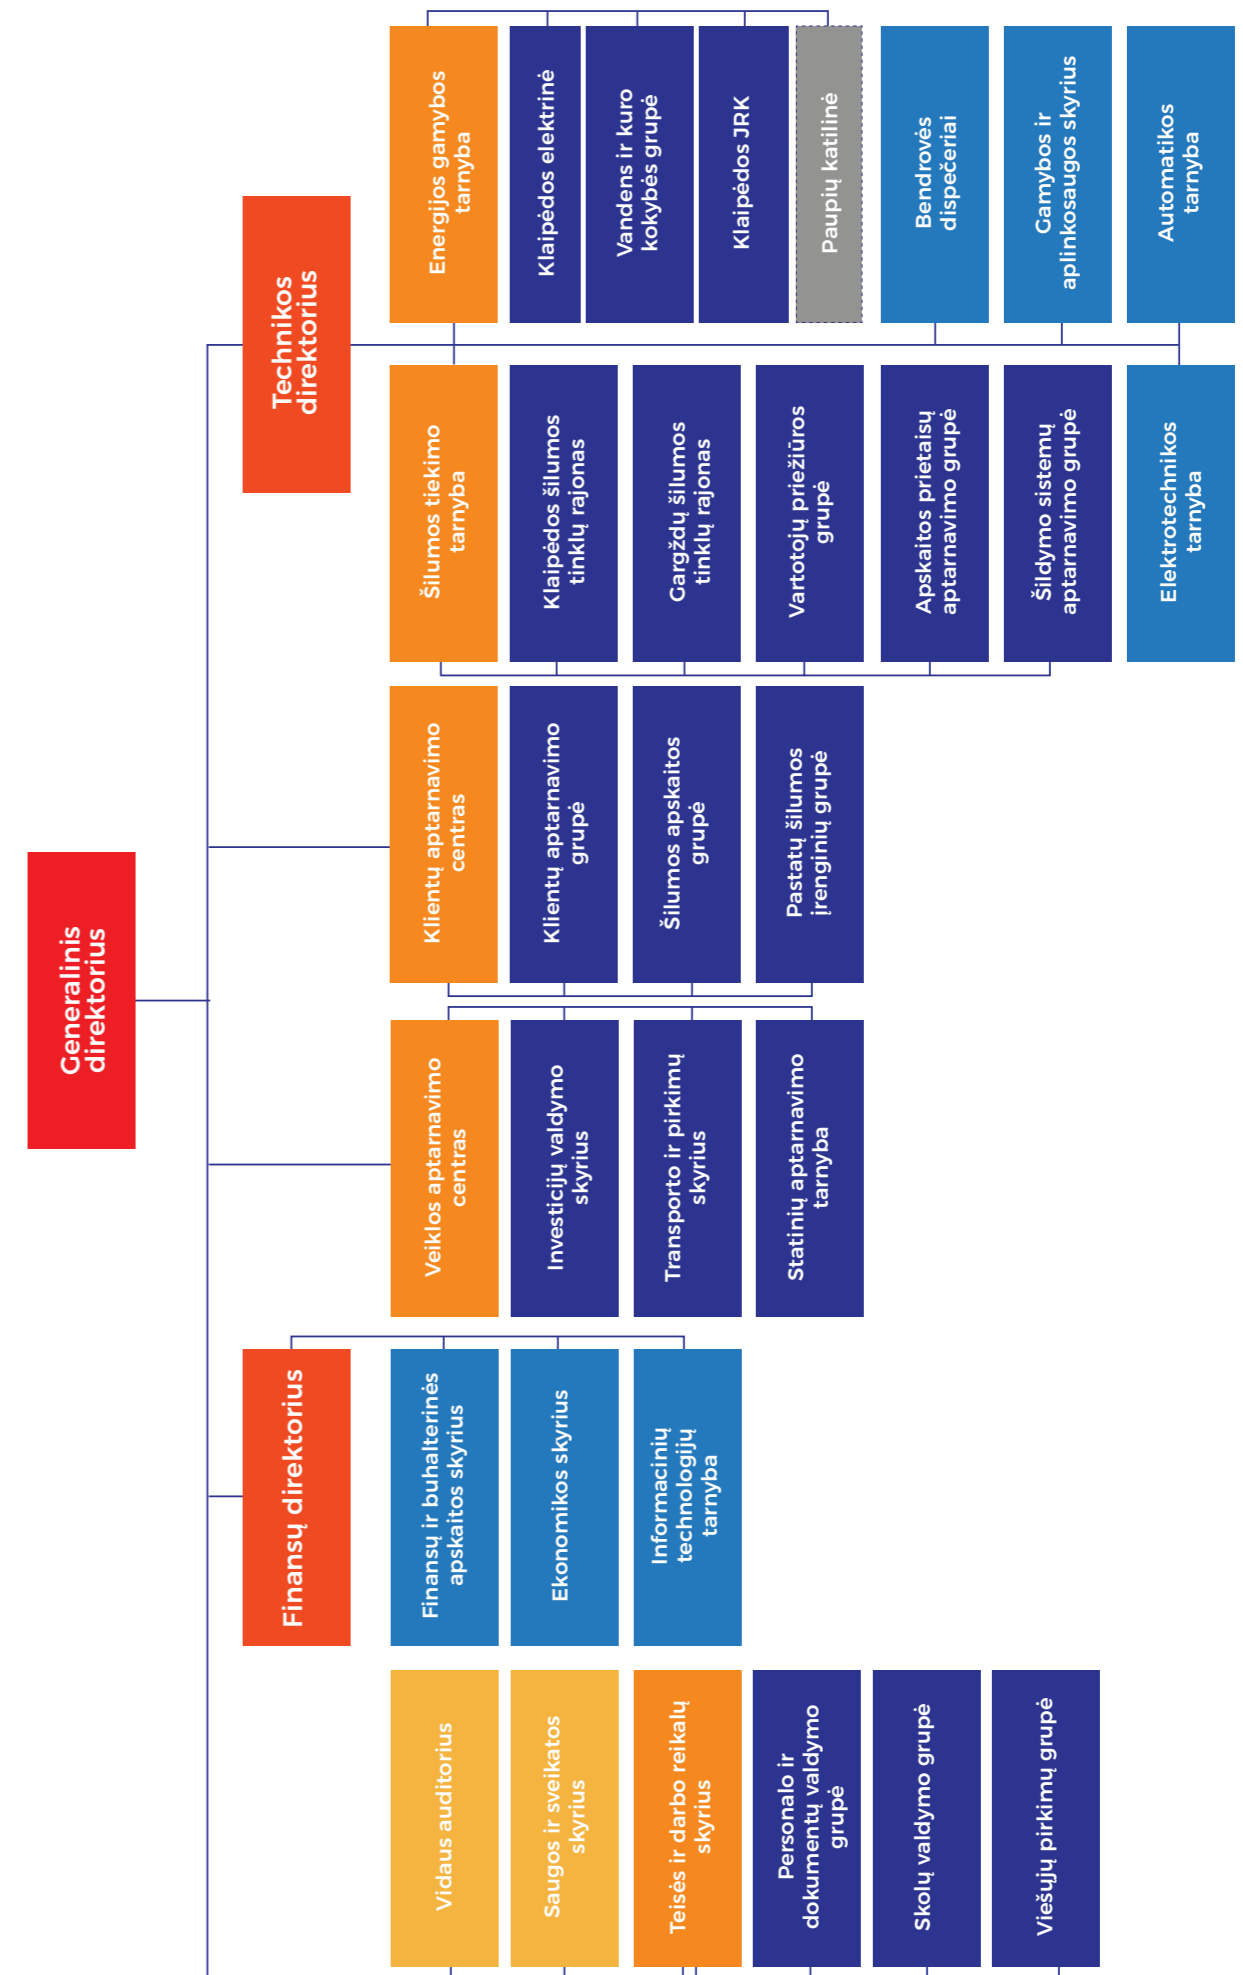 Generalinis
direktorius
Vidaus auditorius
Saugos ir sveikatos
skyrius
Teisės ir darbo reikalų
skyrius
Personalo ir
dokumentų valdymo
grupė
Skolų valdymo grupė
Viešųjų pirkimų grupė
Finansų direktorius
Finansų ir buhalterinės
apskaitos skyrius
Ekonomikos skyrius
Informacinių
technologijų
tarnyba
Veiklos aptarnavimo
centras
Investicijų valdymo
skyrius
Transporto ir pirkimų
skyrius
Statinių aptarnavimo
tarnyba
Klientų aptarnavimo
centras
Klientų aptarnavimo
grupė
Šilumos apskaitos
grupė
Pastatų šilumos
įrenginių grupė
Technikos
direktorius
Šilumos tiekimo
tarnyba
Klaipėdos šilumos
tinklų rajonas
Gargždų šilumos
tinklų rajonas
Vartotojų priežiūros
grupė
Apskaitos prietaisų
aptarnavimo grupė
Šildymo sistemų
aptarnavimo grupė
Elektrotechnikos
tarnyba
Energijos gamybos
tarnyba
Klaipėdos elektrinė
Vandens ir kuro
kokybės grupė
Klaipėdos JRK
Paupių katilinė
Bendrovės
dispečeriai
Gamybos ir
aplinkosaugos skyrius
Automatikos
tarnyba